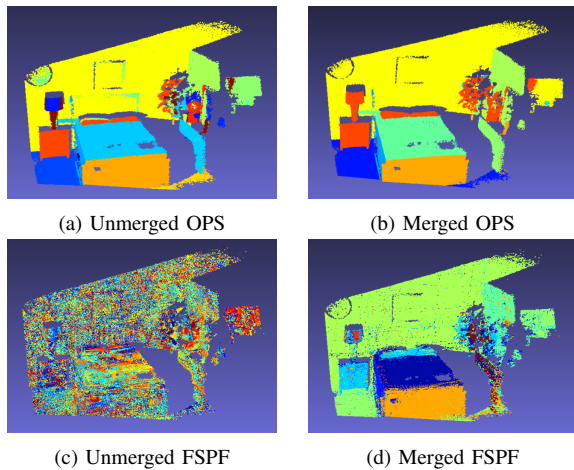 (a) Unmerged OPS
(b) Merged OPS
(c) Unmerged FSPF
(d) Merged FSPF